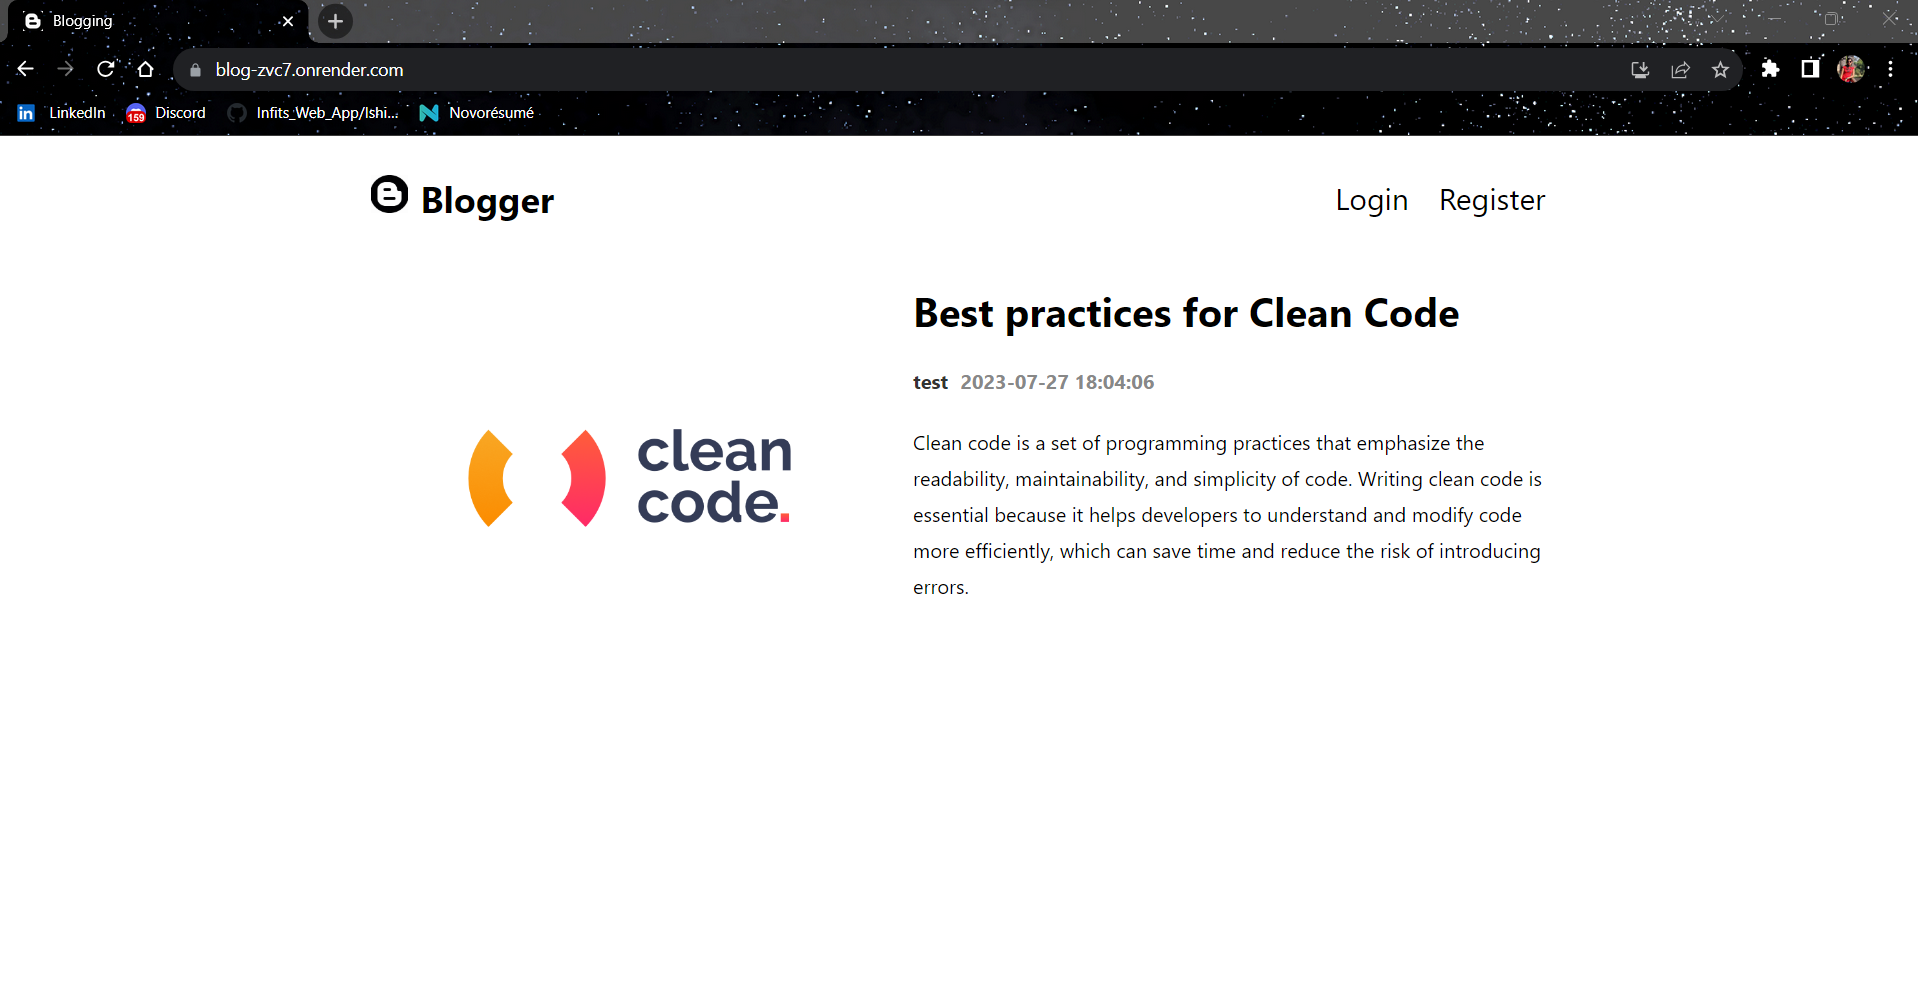 Blogging
blog-zvc7.onrender.com
LinkedIn
159
Discord
Infits_Web_App/Ishi...
Novorésumé
Blogger
Login
Register
Best practices for Clean Code
test 2023-07-27 18:04:06
clean
code.
Clean code is a set of programming practices that emphasize the
readability, maintainability, and simplicity of code. Writing clean code is
essential because it helps developers to understand and modify code
more efficiently, which can save time and reduce the risk of introducing
errors.